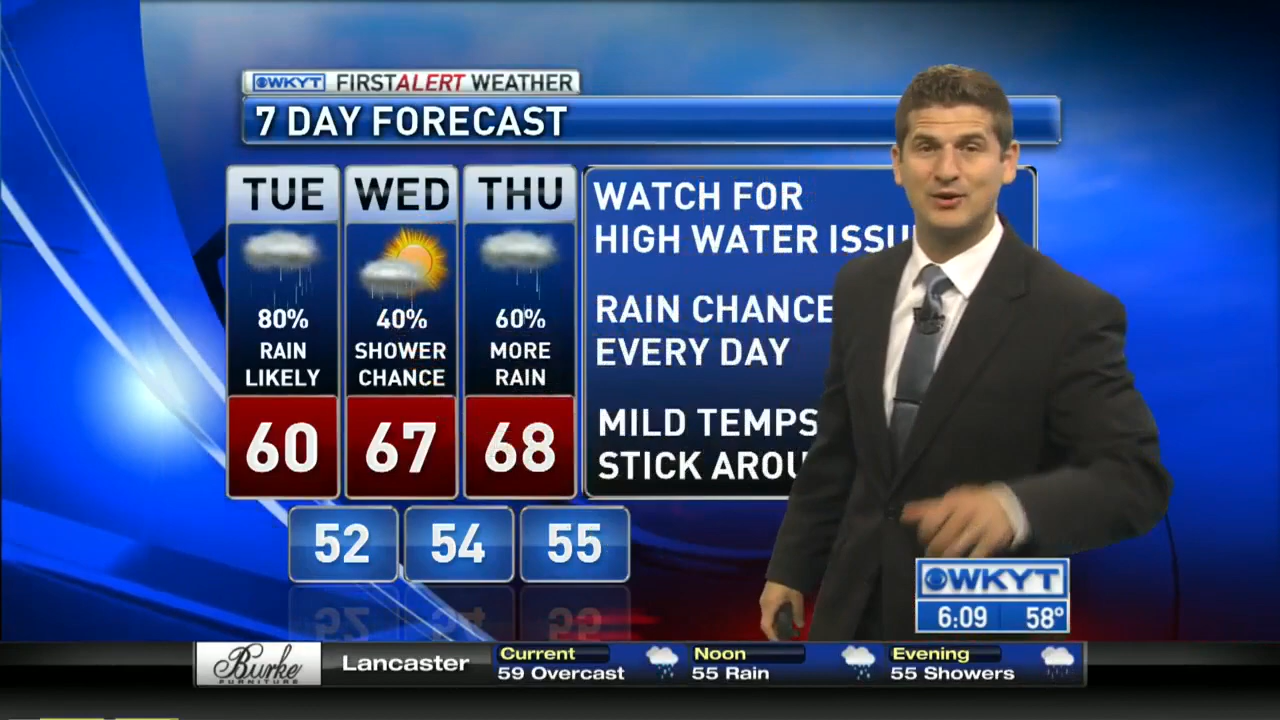 WKYT FIRST ALERT WEATHER
7 DAY FORECAST
TUE WED THU
80% 40% 60%
RAIN LIKELY
SHOWER CHANCE
MORE RAIN
60 67 68
52 54 55
WATCH FOR
HIGH WATER ISSU
RAIN CHANCE
EVERY DAY
MILD TEMPS
STICK AROU
WKYT
6:09 58°
Burke
FURNITURE
Lancaster
Current
59 Overcast
Noon
55 Rain
Evening
55 Showers